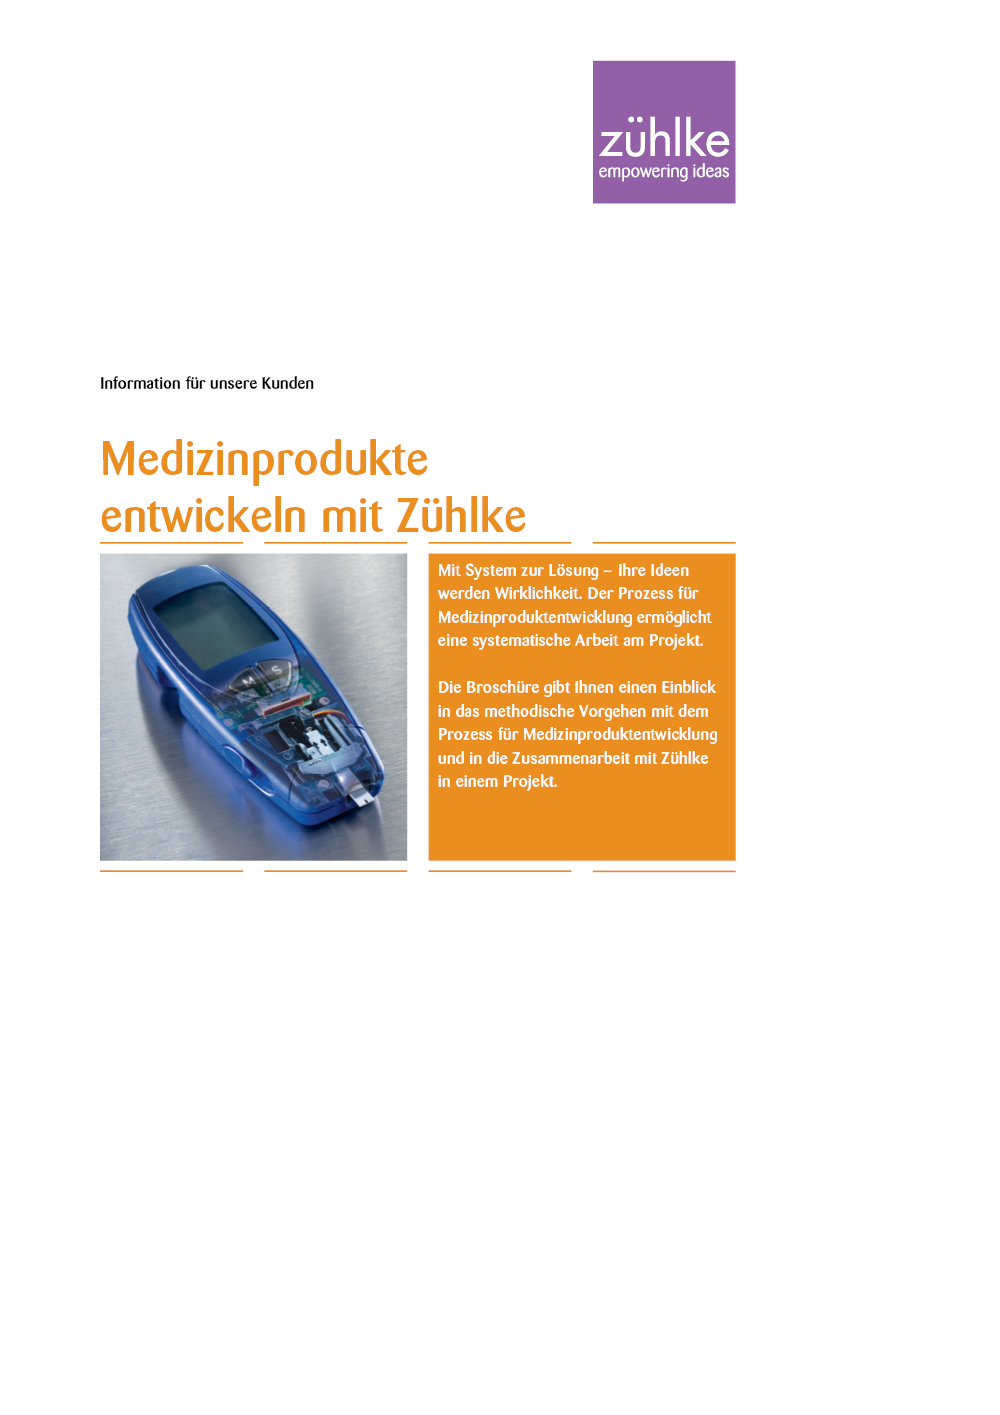 zühlke
empowering ideas
Information für unsere Kunden
Medizinprodukte
entwickeln mit Zühlke
M S
Mit System zur Lösung – Ihre Ideen
werden Wirklichkeit. Der Prozess für
Medizinproduktentwicklung ermöglicht
eine systematische Arbeit am Projekt.
Die Broschüre gibt Ihnen einen Einblick
in das methodische Vorgehen mit dem
Prozess für Medizinproduktentwicklung
und in die Zusammenarbeit mit Zühlke
in einem Projekt.